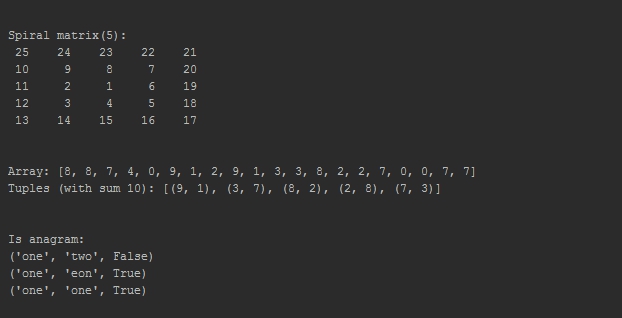 Spiral matrix(5):
25 24 23 22 21
10 9 8 7 20
11 2 1 6 19
12 3 4 5 18
13 14 15 16 17
Array: [8, 8, 7, 4, 0, 9, 1, 2, 9, 1, 3, 3, 8, 2, 2, 7, 0, 0, 7, 7]
Tuples (with sum 10): [(9, 1), (3, 7), (8, 2), (2, 8), (7, 3)]
Is anagram:
('one', 'two', False)
('one', 'eon', True)
('one', 'one', True)